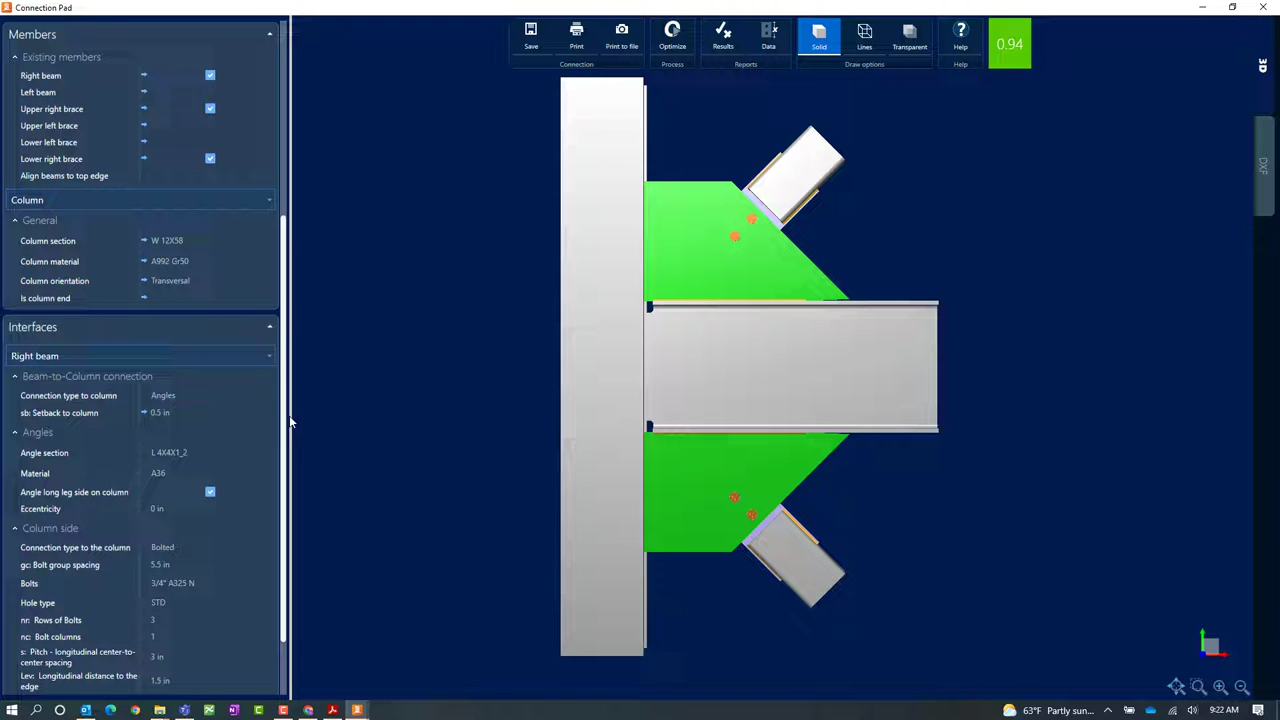 Connection Pad
Save
Print
Print to file
Connection
Optimize
Process
Results
Data
Reports
Solid
Lines
Transparent
Draw options
Help
Help
0.94
3D
DXF
Members
Existing members
Right beam
Left beam
Upper right brace
Upper left brace
Lower left brace
Lower right brace
Align beams to top edge
Column
General
Column section W 12X58
Column material A992 Gr50
Column orientation Transversal
Is column end
Interfaces
Right beam
Beam-to-Column connection
Connection type to column Angles
sb: Setback to column 0.5 in
Angles
Angle section L 4X4X1_2
Material A36
Angle long leg side on column
Eccentricity 0 in
Column side
Connection type to the column Bolted
gc: Bolt group spacing 5.5 in
Bolts 3/4" A325 N
Hole type STD
nr: Rows of Bolts 3
nc: Bolt columns 1
s: Pitch - longitudinal center-to-
center spacing 3 in
Lev: Longitudinal distance to the
edge 1.5 in
63°F Partly sun...
9:22 AM